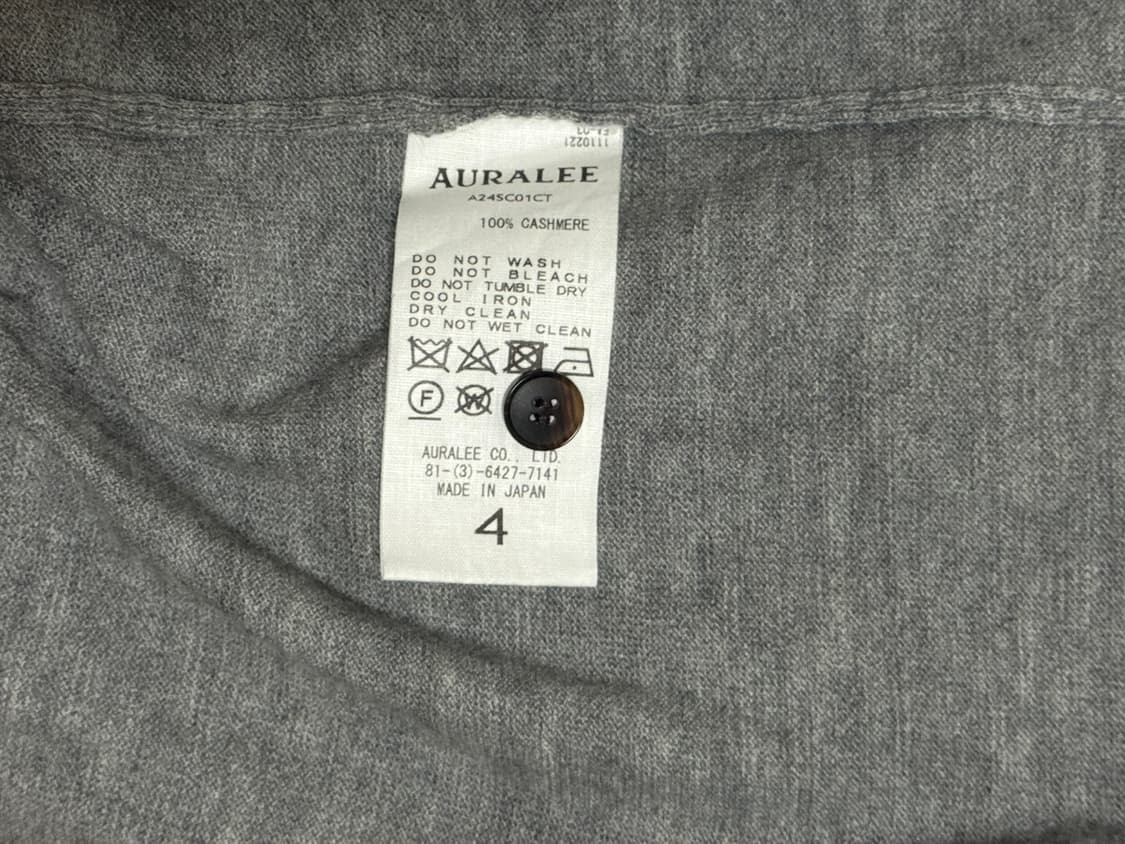 1110221
AURALEE
A24SC01CT
100% CASHMERE
DO NOT WASH
DO NOT BLEACH
DO NOT TUMBLE DRY
COOL IRON
DRY CLEAN
DO NOT WET CLEAN
F W
AURALEE CO., LTD.
81-(3)-6427-7141
MADE IN JAPAN
4